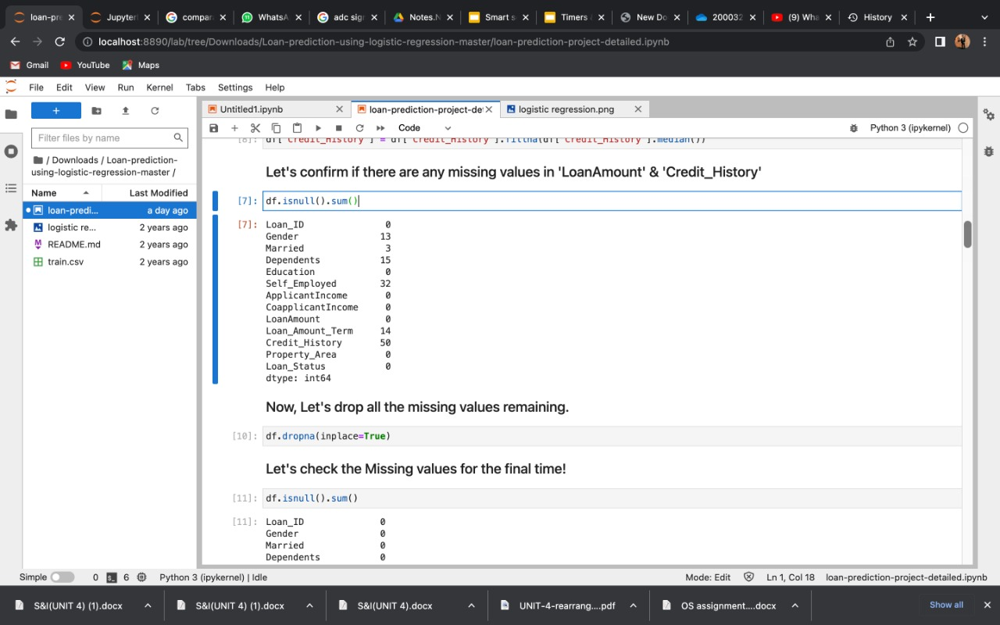 loan-pre
JupyterL
compar
WhatsA
adc sig
Notes.N
Smart s
Timers &
New Do
200032
(9) Wha
History
localhost:8890/lab/tree/Downloads/Loan-prediction-using-logistic-regression-master/loan-prediction-project-detailed.ipynb
Gmail
YouTube
Maps
File Edit View Run Kernel Tabs Settings Help
Untitled1.ipynb
loan-prediction-project-de
logistic regression.png
Code
Python 3 (ipykernel)
Filter files by name
/ Downloads / Loan-prediction-
using-logistic-regression-master /
Name Last Modified
loan-predi... a day ago
logistic re... 2 years ago
README.md 2 years ago
train.csv 2 years ago
[8]: df['Credit_History'] = df['Credit_History'].fillna(df['Credit_History'].median())
Let's confirm if there are any missing values in 'LoanAmount' & 'Credit_History'
[7]: df.isnull().sum()
[7]: Loan_ID 0
Gender 13
Married 3
Dependents 15
Education 0
Self_Employed 32
ApplicantIncome 0
CoapplicantIncome 0
LoanAmount 0
Loan_Amount_Term 14
Credit_History 50
Property_Area 0
Loan_Status 0
dtype: int64
Now, Let's drop all the missing values remaining.
[10]: df.dropna(inplace=True)
Let's check the Missing values for the final time!
[11]: df.isnull().sum()
[11]: Loan_ID 0
Gender 0
Married 0
Dependents 0
Simple 0 6 Python 3 (ipykernel) | Idle Mode: Edit Ln 1, Col 18 loan-prediction-project-detailed.ipynb
S&I(UNIT 4) (1).docx
S&I(UNIT 4) (1).docx
S&I(UNIT 4).docx
UNIT-4-rearrang....pdf
OS assignment....docx
Show all